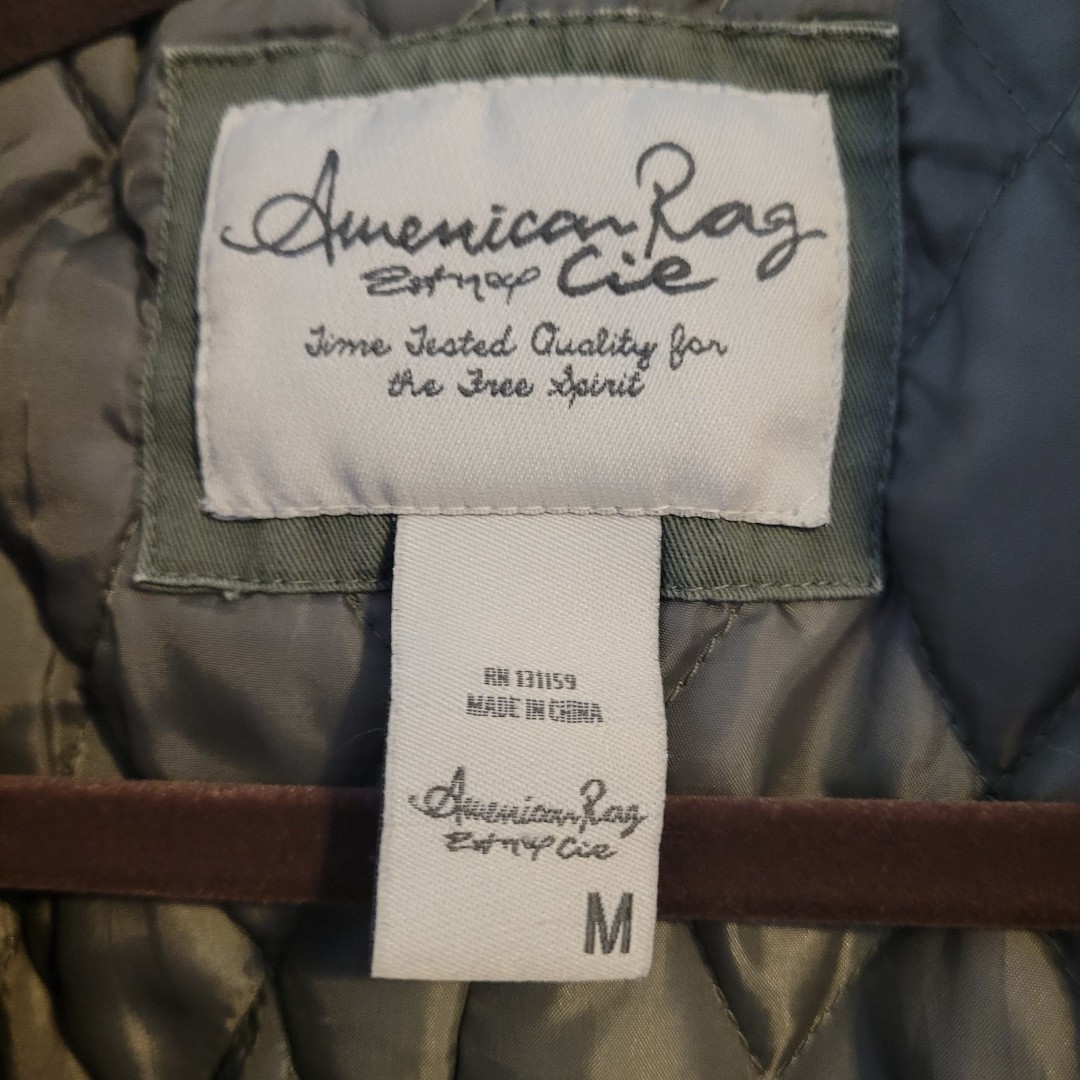 American Rag
Cie
Time Tested Quality for
the Free Spirit
RN 131159
MADE IN CHINA
American Rag
Cie
M